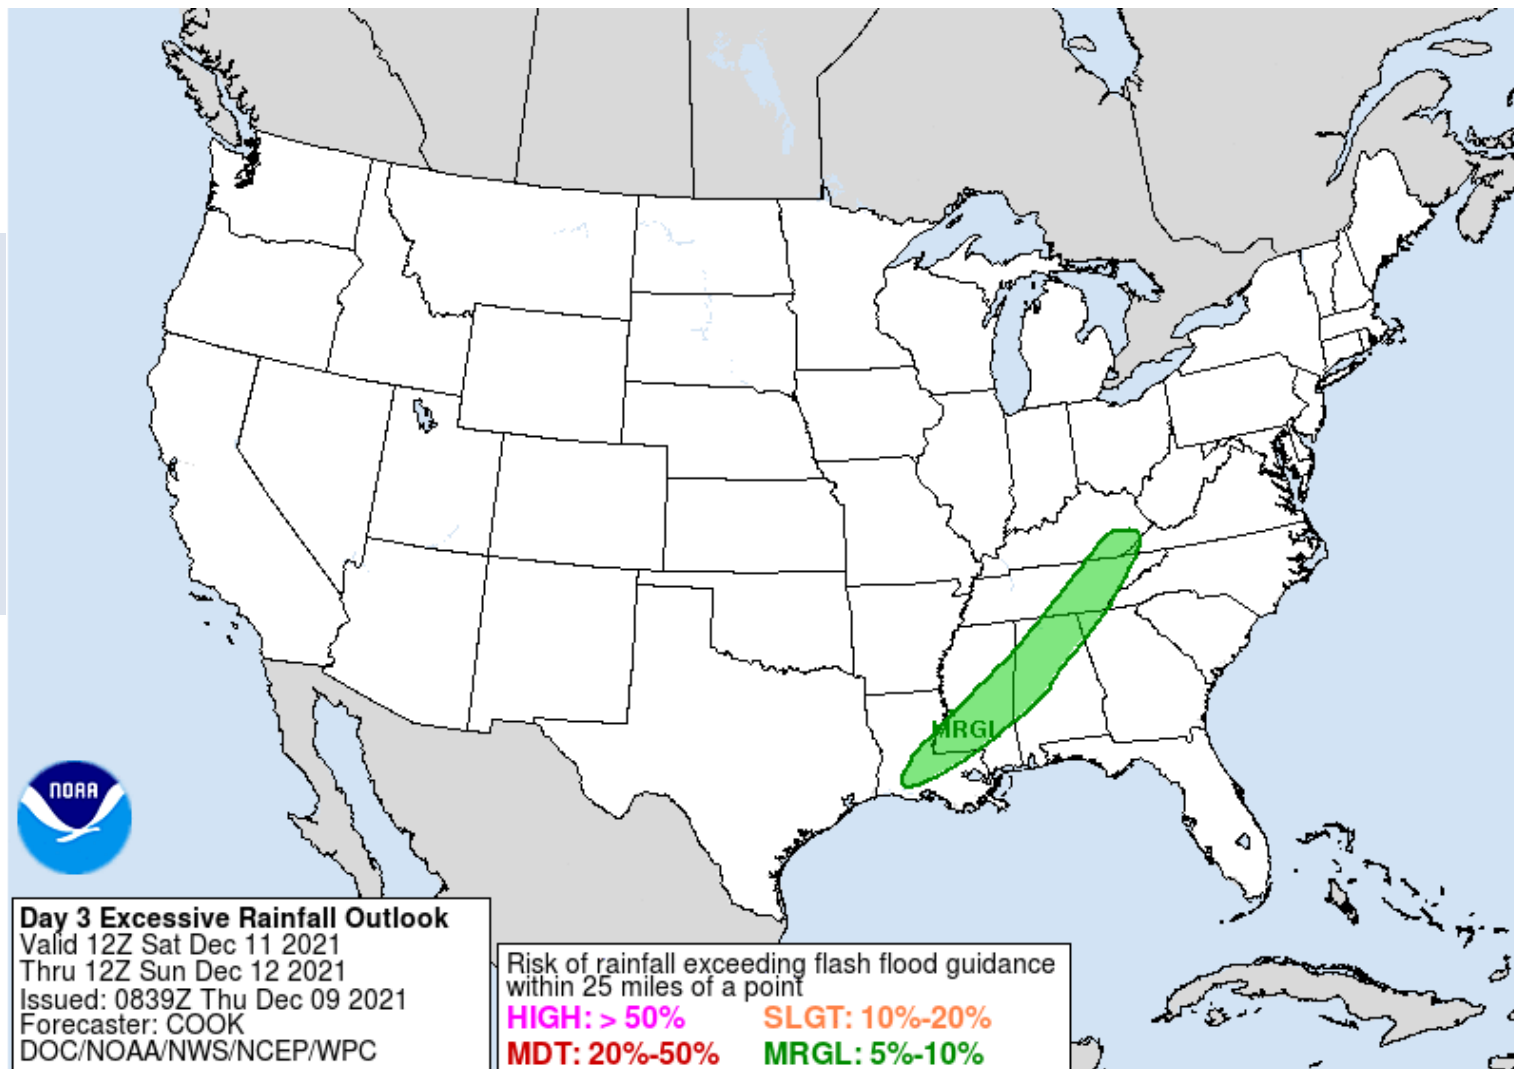 MRGL
NOAA
Day 3 Excessive Rainfall Outlook
Valid 12Z Sat Dec 11 2021
Thru 12Z Sun Dec 12 2021
Issued: 0839Z Thu Dec 09 2021
Forecaster: COOK
DOC/NOAA/NWS/NCEP/WPC
Risk of rainfall exceeding flash flood guidance
within 25 miles of a point
HIGH: > 50% SLGT: 10%-20%
MDT: 20%-50% MRGL: 5%-10%